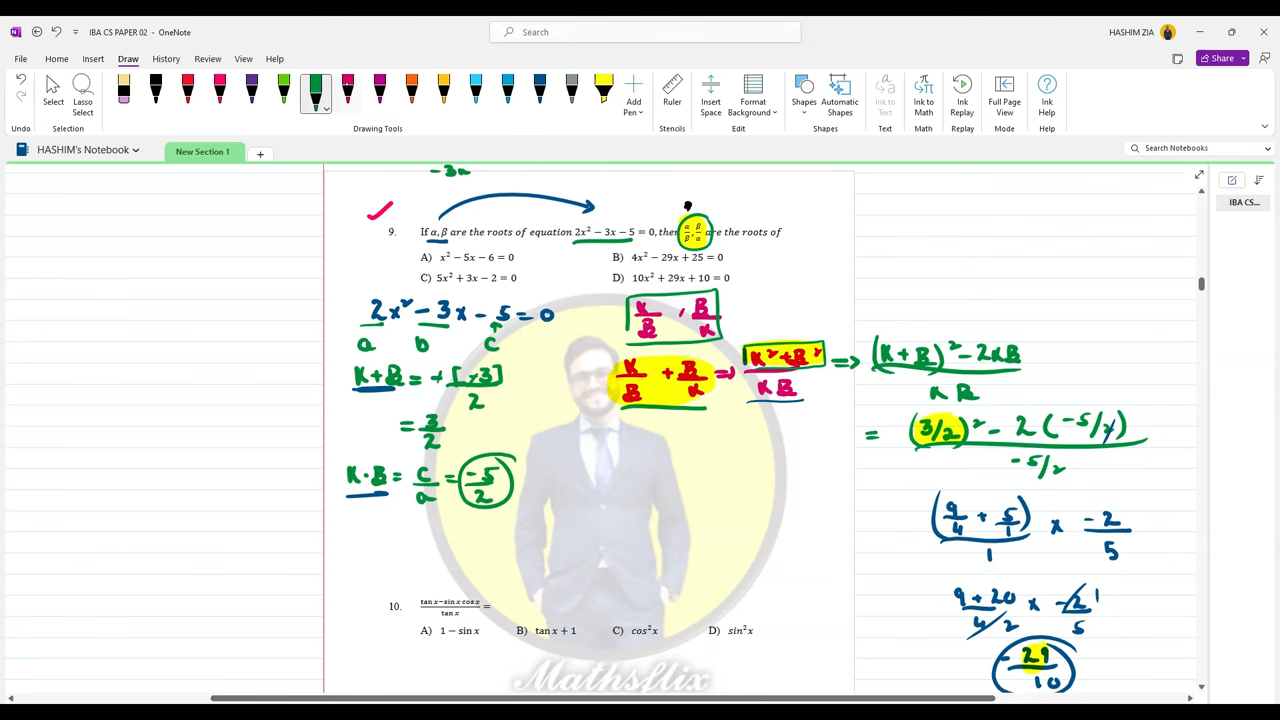 IBA CS PAPER 02 - OneNote
Search
HASHIM ZIA
File Home Insert Draw History Review View Help
Share
Undo
Select
Lasso Select
Add Pen
Ruler
Insert Space
Format Background
Shapes
Automatic Shapes
Ink to Text
Ink to Math
Ink Replay
Full Page View
Ink Help
Undo Selection Drawing Tools Stencils Edit Shapes Text Math Replay Mode Help
HASHIM's Notebook
New Section 1
+
Search Notebooks
IBA CS...
-3a
9. If α, β are the roots of equation 2x² − 3x − 5 = 0, then α/β, β/α are the roots of
A) x² − 5x − 6 = 0 B) 4x² − 29x + 25 = 0
C) 5x² + 3x − 2 = 0 D) 10x² + 29x + 10 = 0
2x² − 3x − 5 = 0
a b c
α + β = +[+3]/2
= 3/2
α · β = c/a = -5/2
α/β , β/α
α/β + β/α ⇒ α² + β² / αβ ⇒ (α + β)² − 2αβ / αβ
= (3/2)² − 2(-5/2) / -5/2
(9/4 + 5/1) / 1 × -2/5
9 + 20 / 4 2 × -2 1 / 5
- 29/10
10. tan x−sin x cos x / tan x =
A) 1 − sin x B) tan x + 1 C) cos²x D) sin²x
Mathsflix